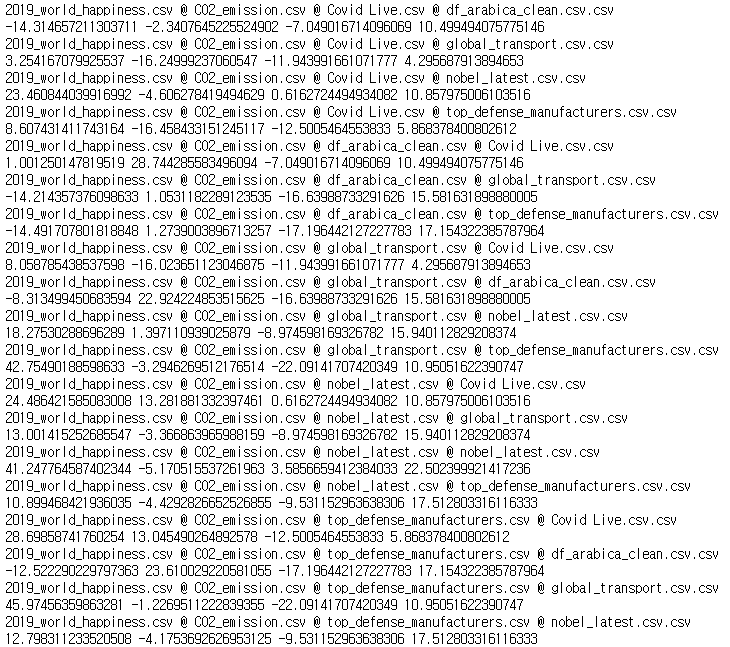 2019_world_happiness.csv @ CO2_emission.csv @ Covid Live.csv @ df_arabica_clean.csv.csv
-14.314657211303711 -2.3407645225524902 -7.049016714096069 10.499494075775146
2019_world_happiness.csv @ CO2_emission.csv @ Covid Live.csv @ global_transport.csv.csv
3.254167079925537 -16.24999237060547 -11.943991661071777 4.295687913894653
2019_world_happiness.csv @ CO2_emission.csv @ Covid Live.csv @ nobel_latest.csv.csv
23.460844039916992 -4.606278419494629 0.6162724494934082 10.857975006103516
2019_world_happiness.csv @ CO2_emission.csv @ Covid Live.csv @ top_defense_manufacturers.csv.csv
8.607431411743164 -16.458433151245117 -12.5005464553833 5.868378400802612
2019_world_happiness.csv @ CO2_emission.csv @ df_arabica_clean.csv @ Covid Live.csv.csv
1.001250147819519 28.744285583496094 -7.049016714096069 10.499494075775146
2019_world_happiness.csv @ CO2_emission.csv @ df_arabica_clean.csv @ global_transport.csv.csv
-14.214357376098633 1.0531182289123535 -16.63988733291626 15.581631898880005
2019_world_happiness.csv @ CO2_emission.csv @ df_arabica_clean.csv @ top_defense_manufacturers.csv.csv
-14.491707801818848 1.2739003896713257 -17.196442127227783 17.154322385787964
2019_world_happiness.csv @ CO2_emission.csv @ global_transport.csv @ Covid Live.csv.csv
8.058785438537598 -16.023651123046875 -11.943991661071777 4.295687913894653
2019_world_happiness.csv @ CO2_emission.csv @ global_transport.csv @ df_arabica_clean.csv.csv
-8.313499450683594 22.924224853515625 -16.63988733291626 15.581631898880005
2019_world_happiness.csv @ CO2_emission.csv @ global_transport.csv @ nobel_latest.csv.csv
18.27530288696289 1.397110939025879 -8.974598169326782 15.940112829208374
2019_world_happiness.csv @ CO2_emission.csv @ global_transport.csv @ top_defense_manufacturers.csv.csv
42.75490188598633 -3.2946269512176514 -22.09141707420349 10.95051622390747
2019_world_happiness.csv @ CO2_emission.csv @ nobel_latest.csv @ Covid Live.csv.csv
24.486421585083008 13.281881332397461 0.6162724494934082 10.857975006103516
2019_world_happiness.csv @ CO2_emission.csv @ nobel_latest.csv @ global_transport.csv.csv
13.001415252685547 -3.366863965988159 -8.974598169326782 15.940112829208374
2019_world_happiness.csv @ CO2_emission.csv @ nobel_latest.csv @ nobel_latest.csv.csv
41.247764587402344 -5.170515537261963 3.5856659412384033 22.502399921417236
2019_world_happiness.csv @ CO2_emission.csv @ nobel_latest.csv @ top_defense_manufacturers.csv.csv
10.899468421936035 -4.4292826652526855 -9.531152963638306 17.512803316116333
2019_world_happiness.csv @ CO2_emission.csv @ top_defense_manufacturers.csv @ Covid Live.csv.csv
28.69858741760254 13.045490264892578 -12.5005464553833 5.868378400802612
2019_world_happiness.csv @ CO2_emission.csv @ top_defense_manufacturers.csv @ df_arabica_clean.csv.csv
-12.522290229797363 23.610029220581055 -17.196442127227783 17.154322385787964
2019_world_happiness.csv @ CO2_emission.csv @ top_defense_manufacturers.csv @ global_transport.csv.csv
45.97456359863281 -1.2269511222839355 -22.09141707420349 10.95051622390747
2019_world_happiness.csv @ CO2_emission.csv @ top_defense_manufacturers.csv @ nobel_latest.csv.csv
12.798311233520508 -4.1753692626953125 -9.531152963638306 17.512803316116333